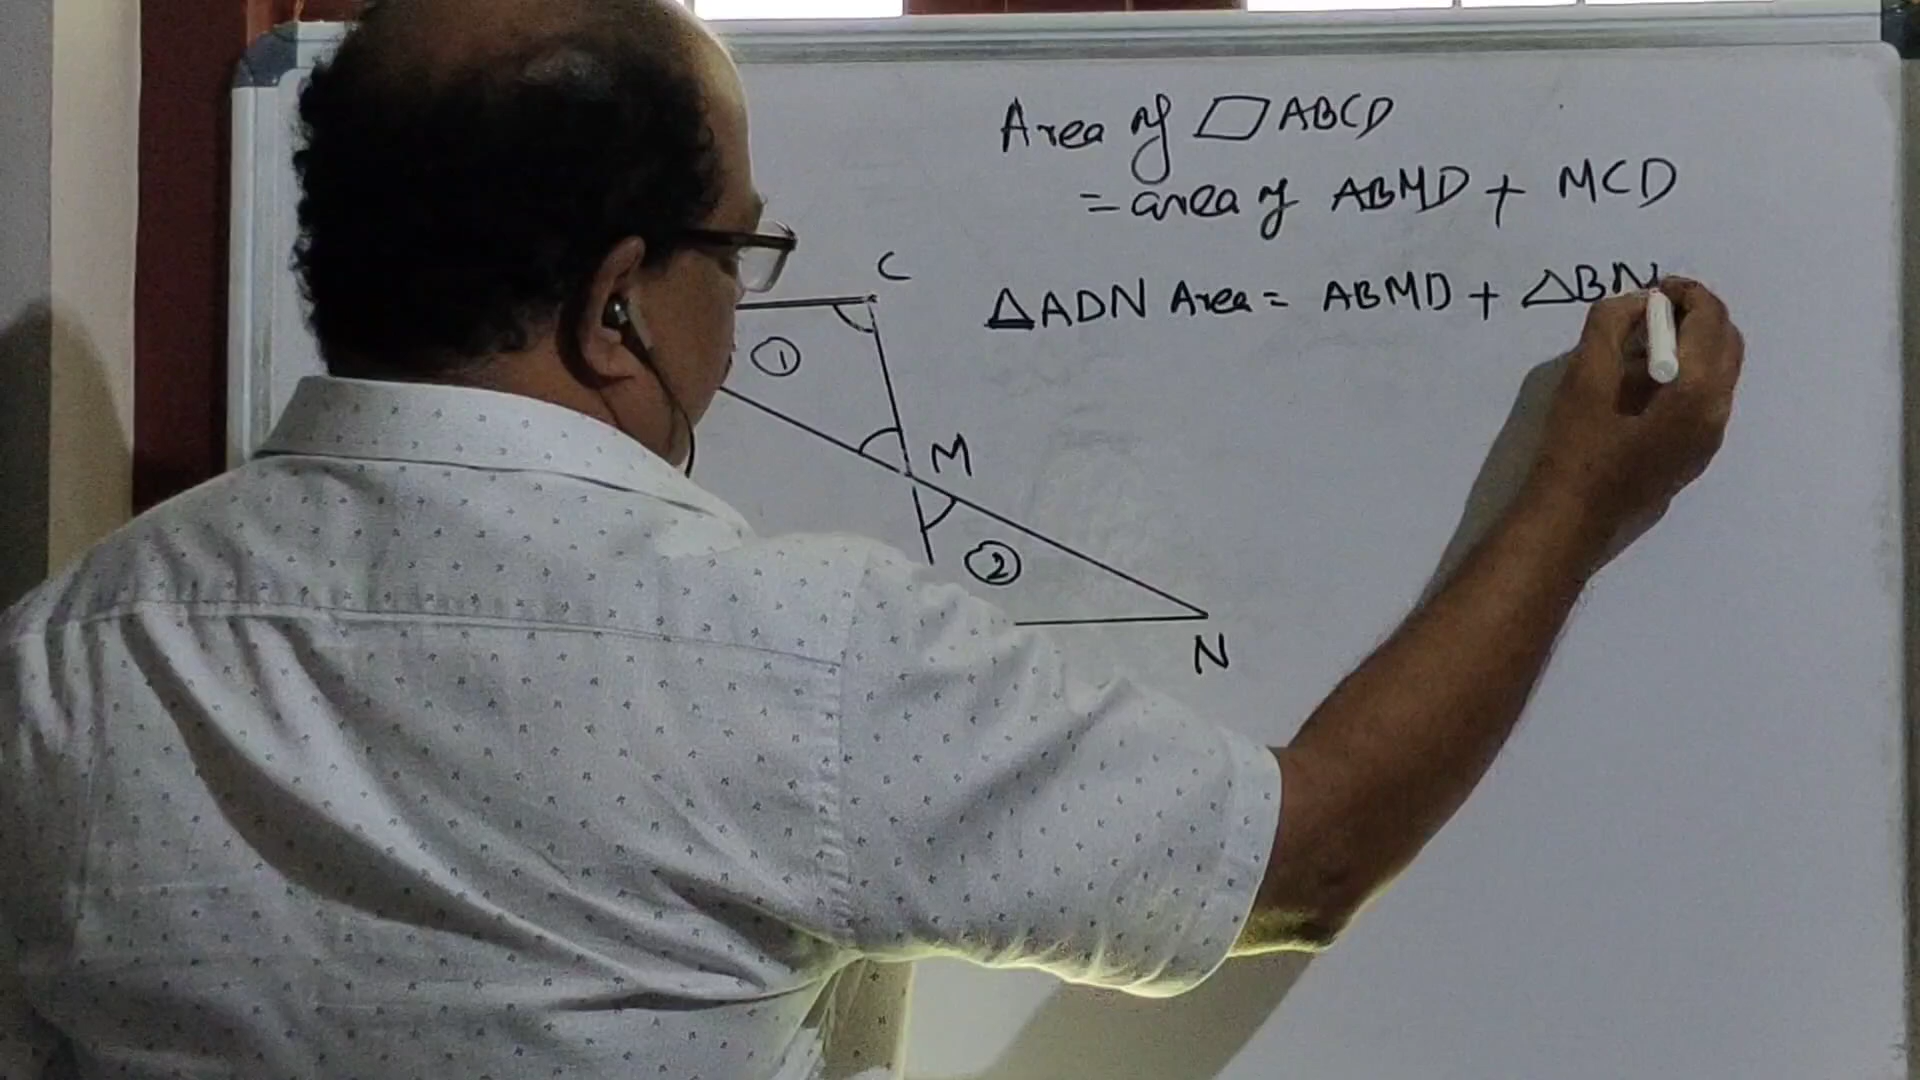 Area of ▱ABCD
= area of ABMD + MCD
△ADN Area = ABMD + △BN
C
①
M
②
N